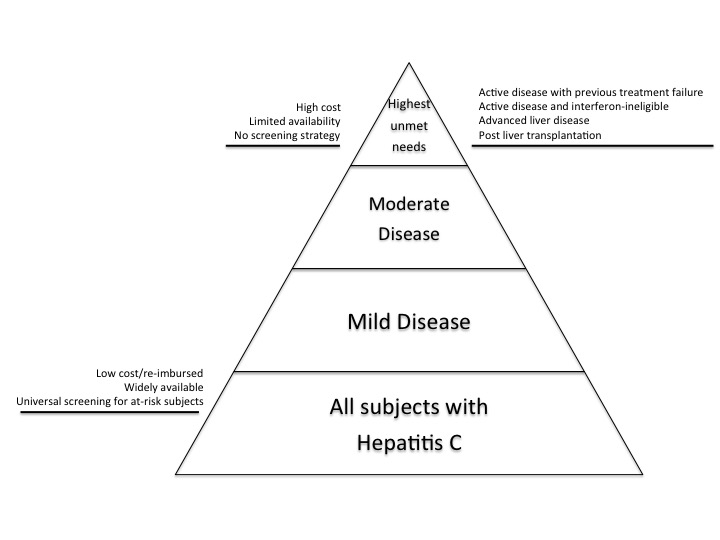 High cost
Limited availability
No screening strategy
Highest
unmet
needs
Active disease with previous treatment failure
Active disease and interferon-ineligible
Advanced liver disease
Post liver transplantation
Moderate
Disease
Mild Disease
Low cost/re-imbursed
Widely available
Universal screening for at-risk subjects
All subjects with
Hepatitis C